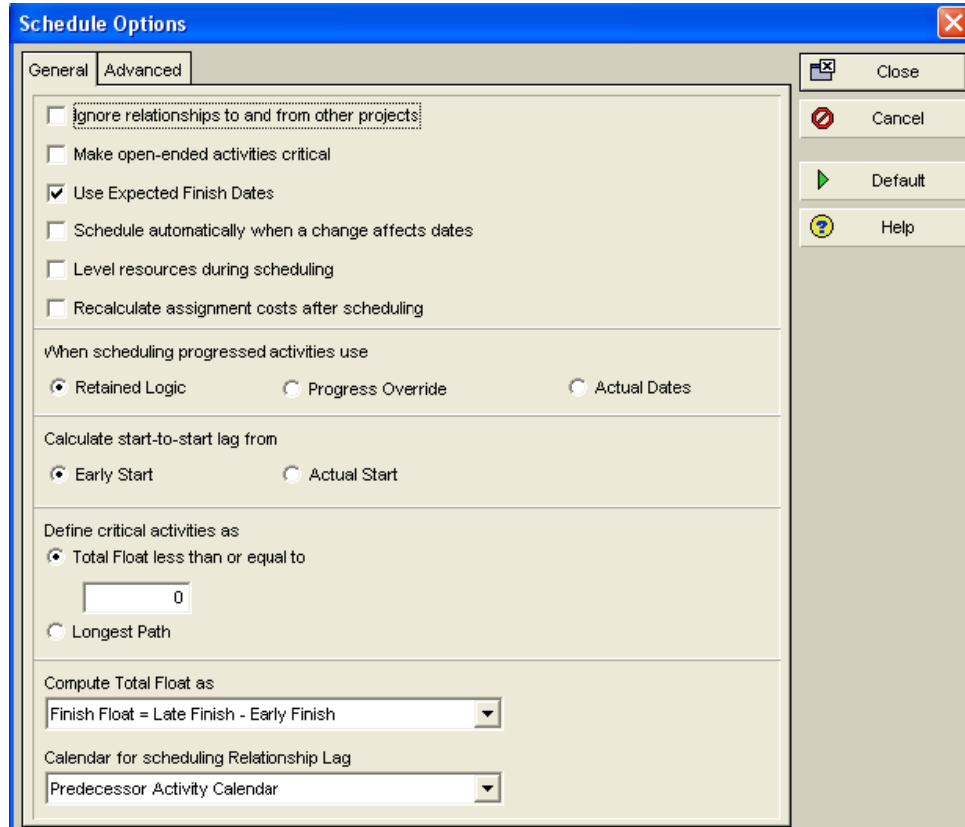 Schedule Options
General
Advanced
Close
Ignore relationships to and from other projects
Cancel
Make open-ended activities critical
Default
Use Expected Finish Dates
Schedule automatically when a change affects dates
Help
Level resources during scheduling
Recalculate assignment costs after scheduling
When scheduling progressed activities use
Retained Logic
Progress Override
Actual Dates
Calculate start-to-start lag from
Early Start
Actual Start
Define critical activities as
Total Float less than or equal to
0
Longest Path
Compute Total Float as
Finish Float = Late Finish - Early Finish
Calendar for scheduling Relationship Lag
Predecessor Activity Calendar